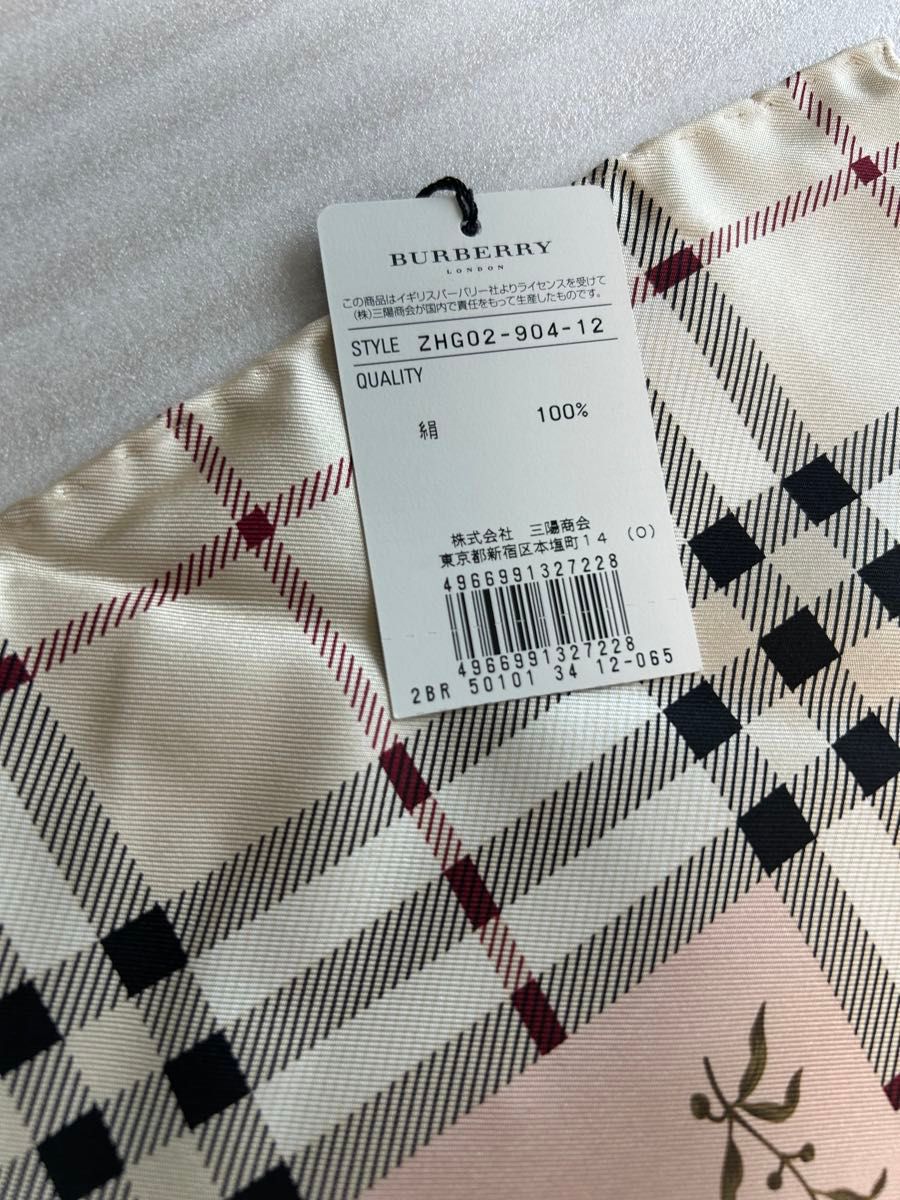 BURBERRY
LONDON
この商品はイギリスバーバリー社よりライセンスを受けて
(株)三陽商会が国内で責任をもって生産したものです。
STYLE ZHG02-904-12
QUALITY
絹 100%
株式会社 三陽商会
東京都新宿区本塩町14 (O)
4966991327228
4966991327228
2BR 50101 34 12-065